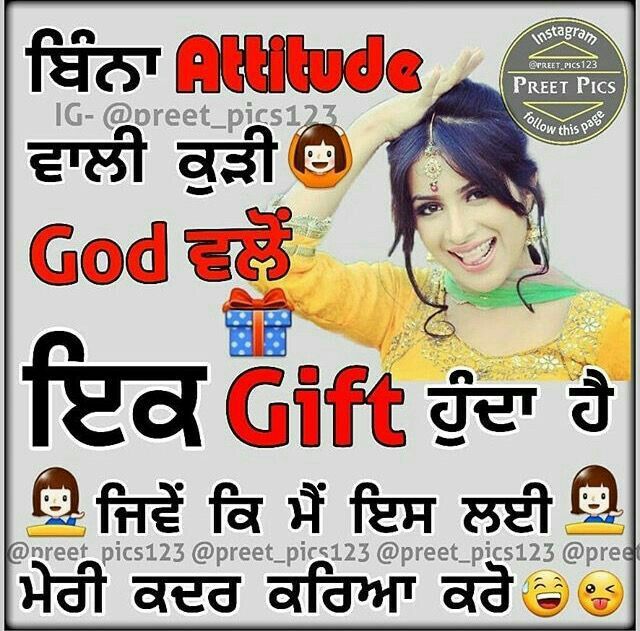 ਬਿੰਨਾ Attitude
IG- @preet_pics123
ਵਾਲੀ ਕੁੜੀ
God ਵਲੋਂ
ਇਕ Gift ਹੁੰਦਾ ਹੈ
ਜਿਵੇਂ ਕਿ ਮੈਂ ਇਸ ਲਈ
@preet_pics123 @preet_pics123 @preet_pics123 @preet
ਮੇਰੀ ਕਦਰ ਕਰਿਆ ਕਰੋ
Instagram
@PREET_PICS123
PREET PICS
follow this page